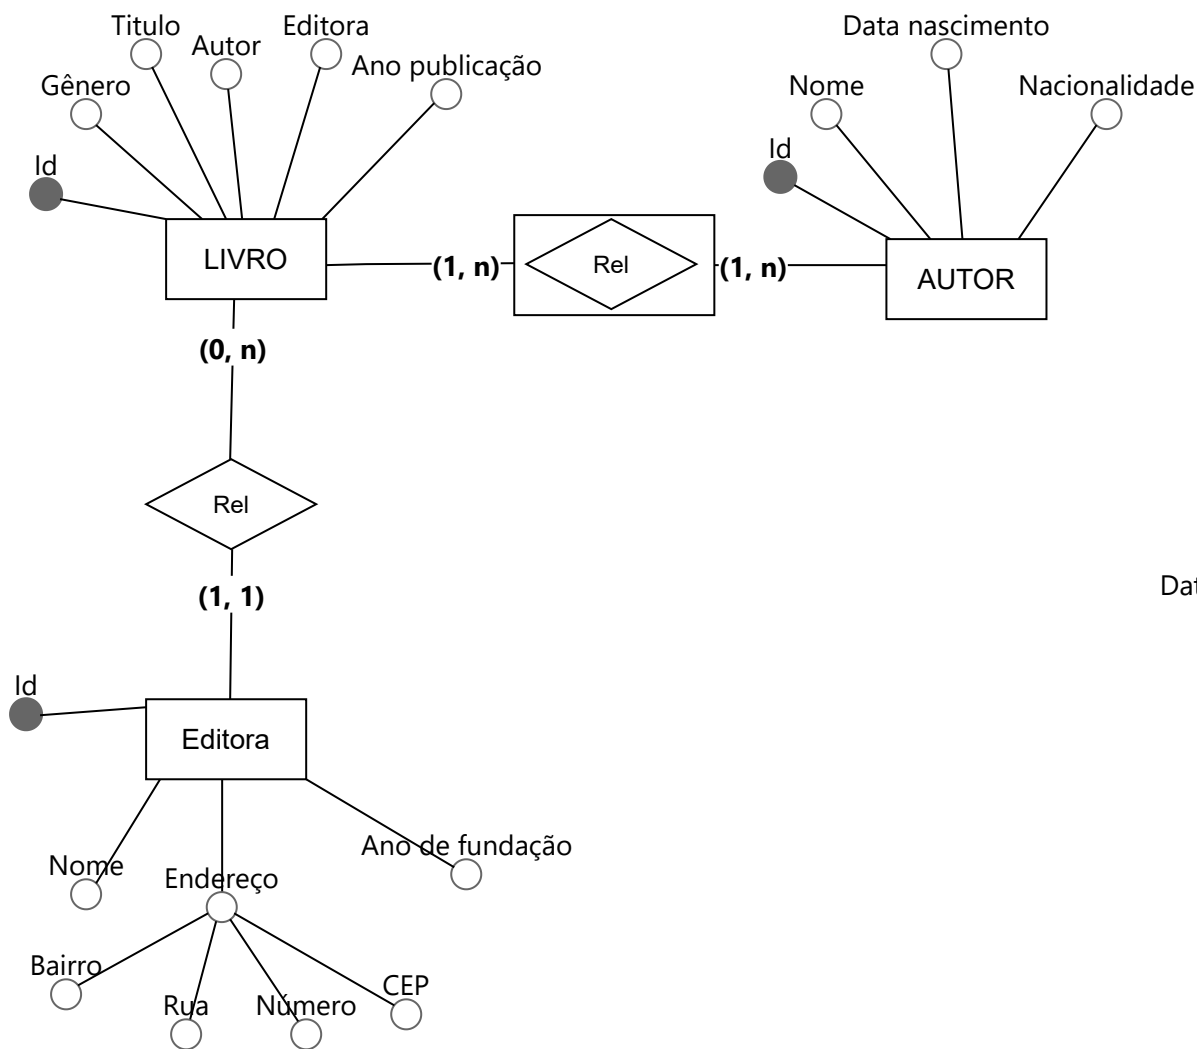 Titulo
Autor
Editora
Data nascimento
Gênero
Ano publicação
Nome
Nacionalidade
Id
Id
LIVRO
(1, n)
Rel
(1, n)
AUTOR
(0, n)
Rel
(1, 1)
Dat
Id
Editora
Nome
Endereço
Ano de fundação
Bairro
Rua
Número
CEP